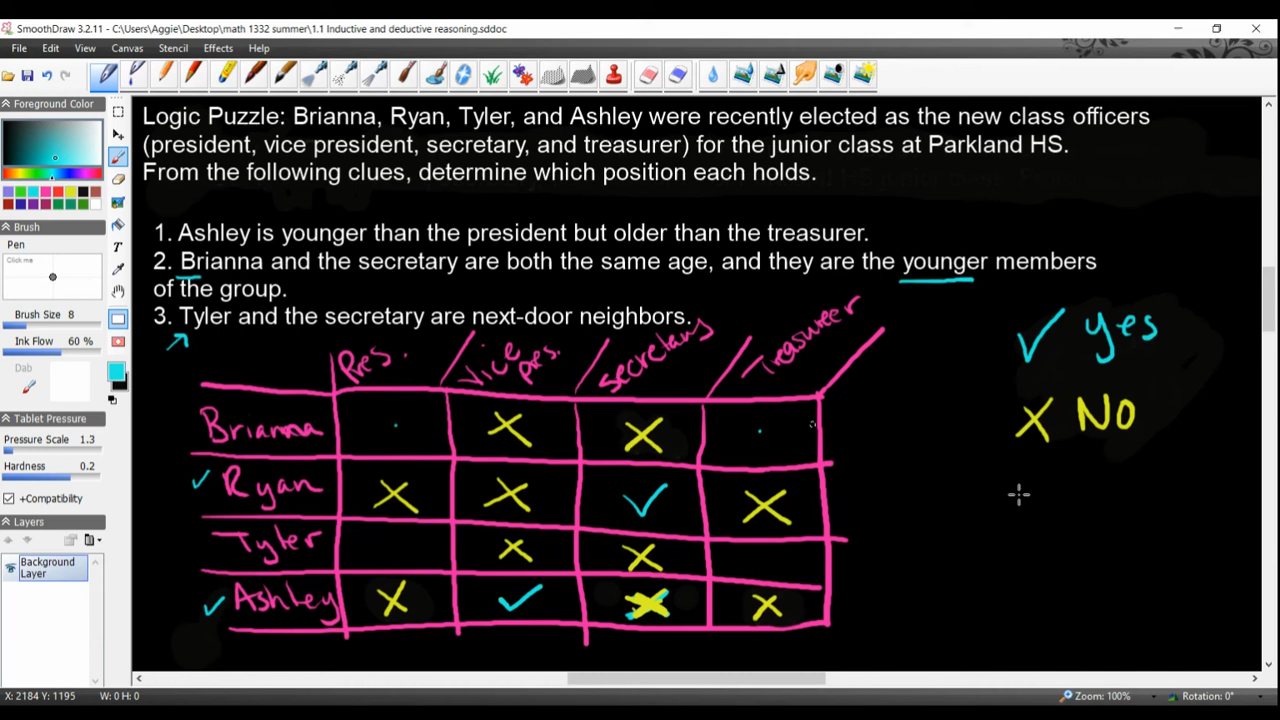 SmoothDraw 3.2.11 - C:\Users\Aggie\Desktop\math 1332 summer\1.1 Inductive and deductive reasoning.sddoc
File Edit View Canvas Stencil Effects Help
Foreground Color
Logic Puzzle: Brianna, Ryan, Tyler, and Ashley were recently elected as the new class officers
(president, vice president, secretary, and treasurer) for the junior class at Parkland HS.
From the following clues, determine which position each holds.
1. Ashley is younger than the president but older than the treasurer.
2. Brianna and the secretary are both the same age, and they are the younger members
of the group.
3. Tyler and the secretary are next-door neighbors.
Brush
Pen
Click me
Brush Size 8
Ink Flow 60 %
Dab
Tablet Pressure
Pressure Scale 1.3
Hardness 0.2
+Compatibility
Layers
Background
Layer
Pres. Vice pres. secretary Treasureer
Brianna X X
✓ Ryan X X ✓ X
Tyler X X
✓ Ashley X ✓ X X
✓ yes
X No
X: 2184 Y: 1195 W: 0 H: 0 Zoom: 100% Rotation: 0°